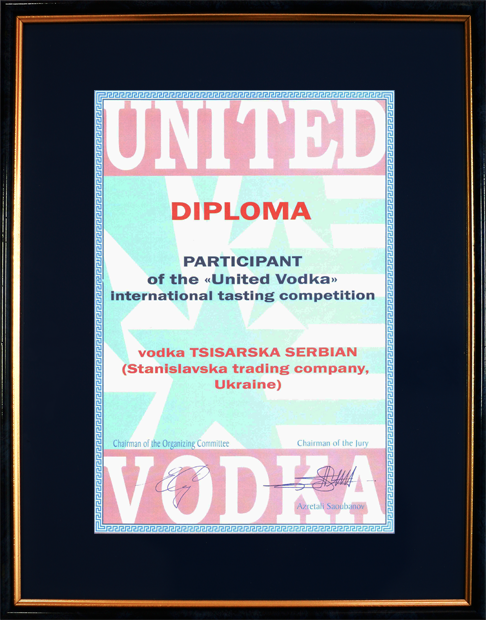 UNITED
DIPLOMA
PARTICIPANT
of the «United Vodka»
international tasting competition
vodka TSISARSKA SERBIAN
(Stanislavska trading company,
Ukraine)
Chairman of the Organizing Committee
Chairman of the Jury
VODKA